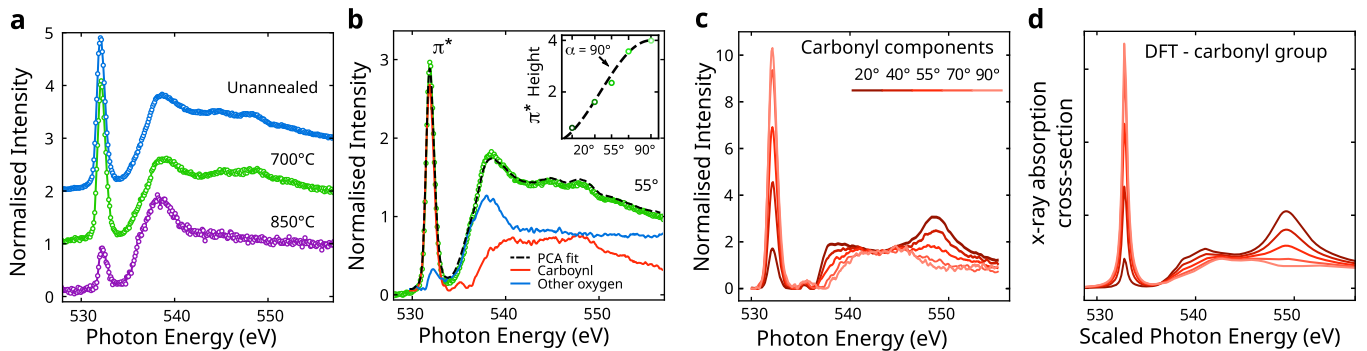 a
Normalised Intensity
5
4
3
2
1
0
Unannealed
700°C
850°C
530
540
550
Photon Energy (eV)
b
Normalised Intensity
3
2
1
0
π*
π* Height
4
2
α = 90°
20° 55° 90°
55°
PCA fit
Carboynl
Other oxygen
530
540
550
Photon Energy (eV)
c
Normalised Intensity
10
8
6
4
2
0
Carbonyl components
20° 40° 55° 70° 90°
530
540
550
Photon Energy (eV)
d
x-ray absorption
cross-section
DFT - carbonyl group
530
540
550
Scaled Photon Energy (eV)